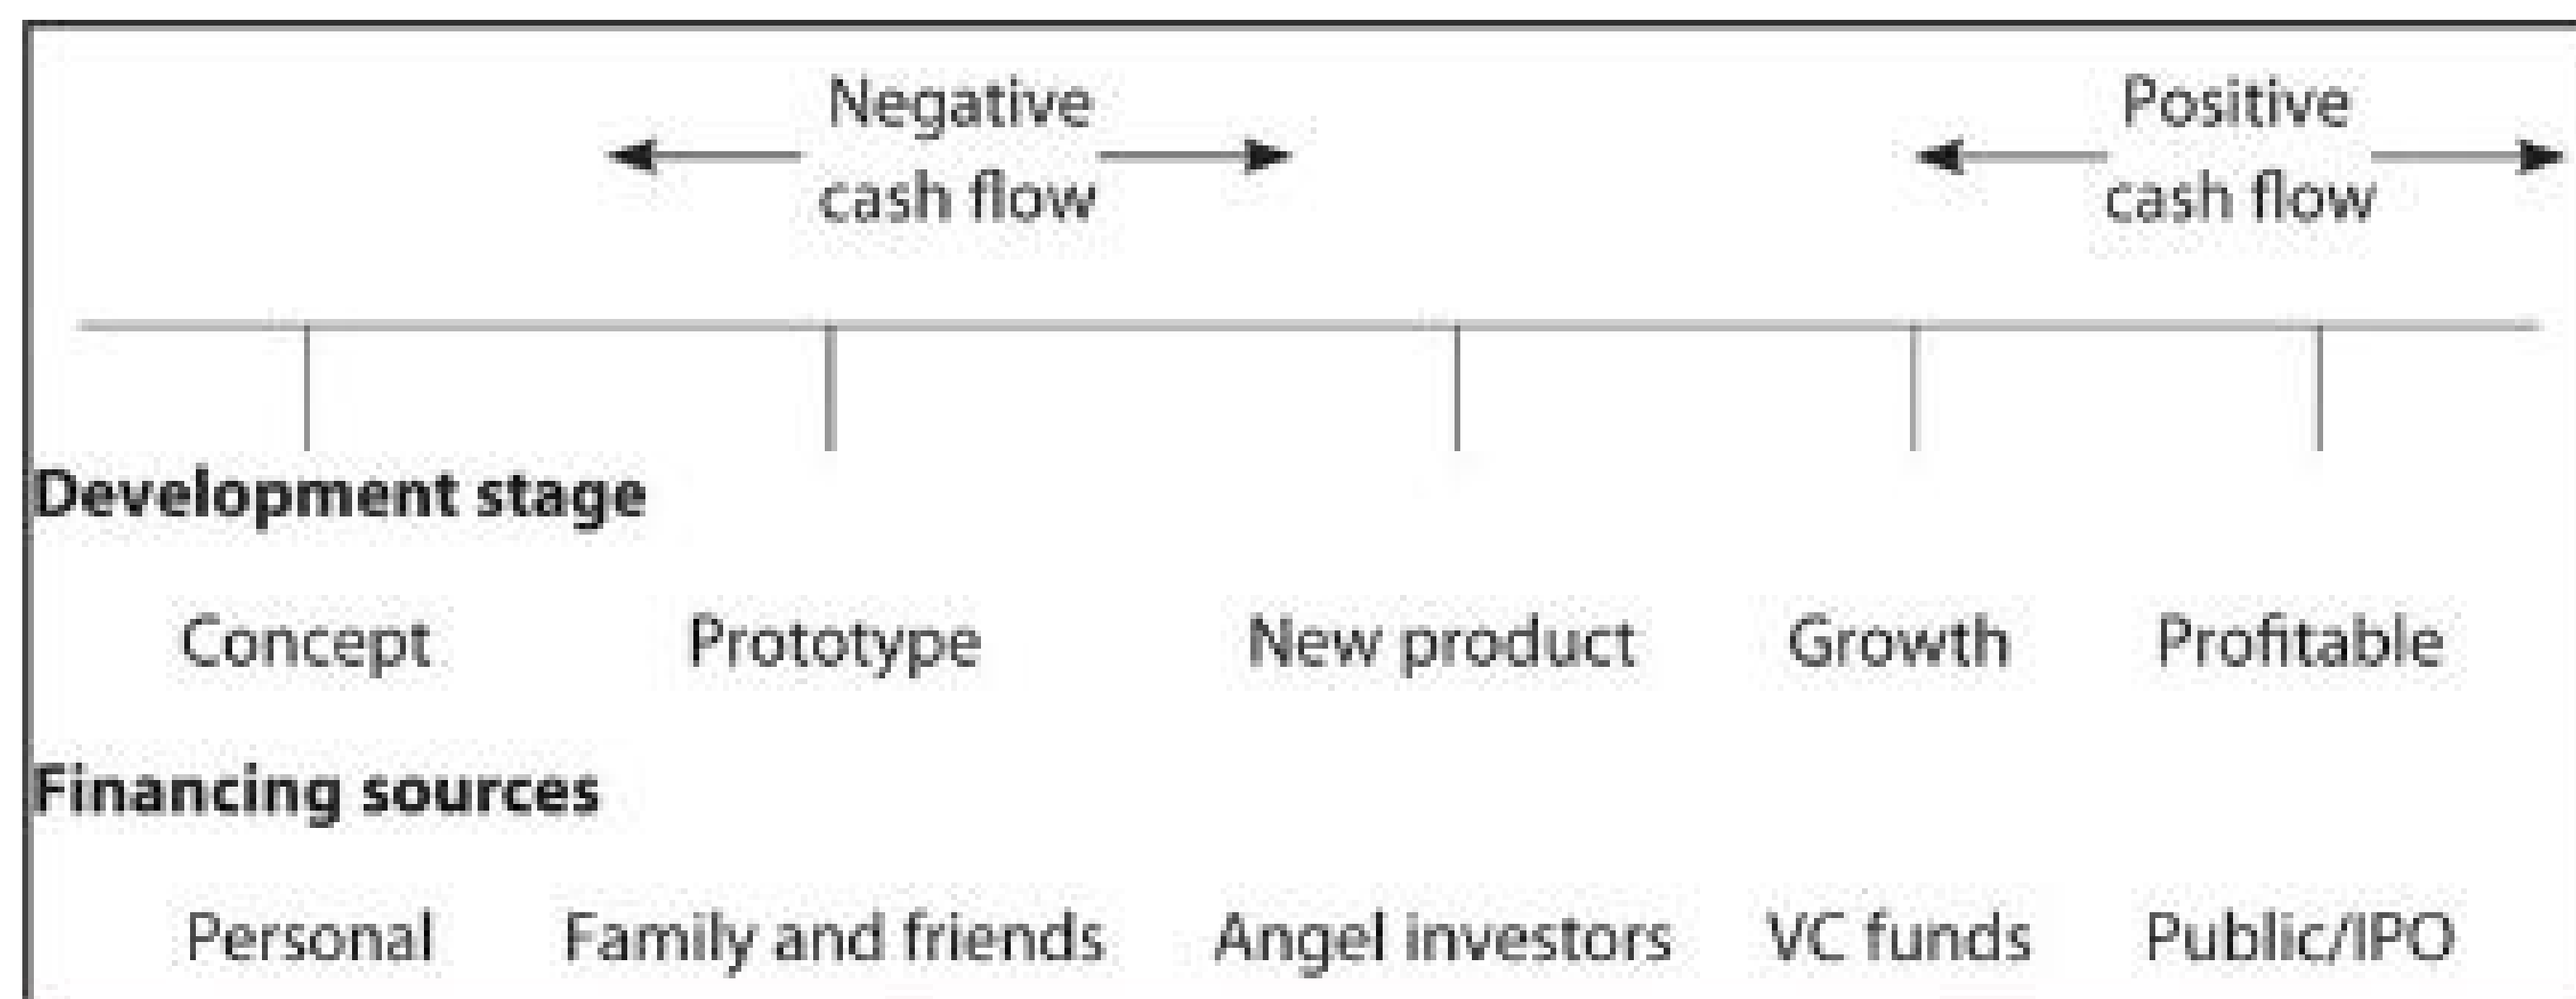 Negative
cash flow
Positive
cash flow
Development stage
Concept Prototype New product Growth Profitable
Financing sources
Personal Family and friends Angel investors VC funds Public/IPO